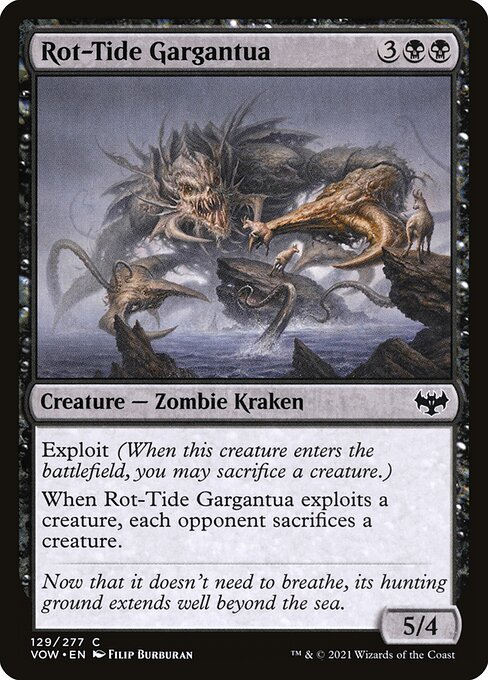 Rot-Tide Gargantua 3
Creature — Zombie Kraken
Exploit (When this creature enters the
battlefield, you may sacrifice a creature.)
When Rot-Tide Gargantua exploits a
creature, each opponent sacrifices a
creature.
Now that it doesn't need to breathe, its hunting
ground extends well beyond the sea.
5/4
129/277 C
VOW • EN Filip Burburan ™ & © 2021 Wizards of the Coast